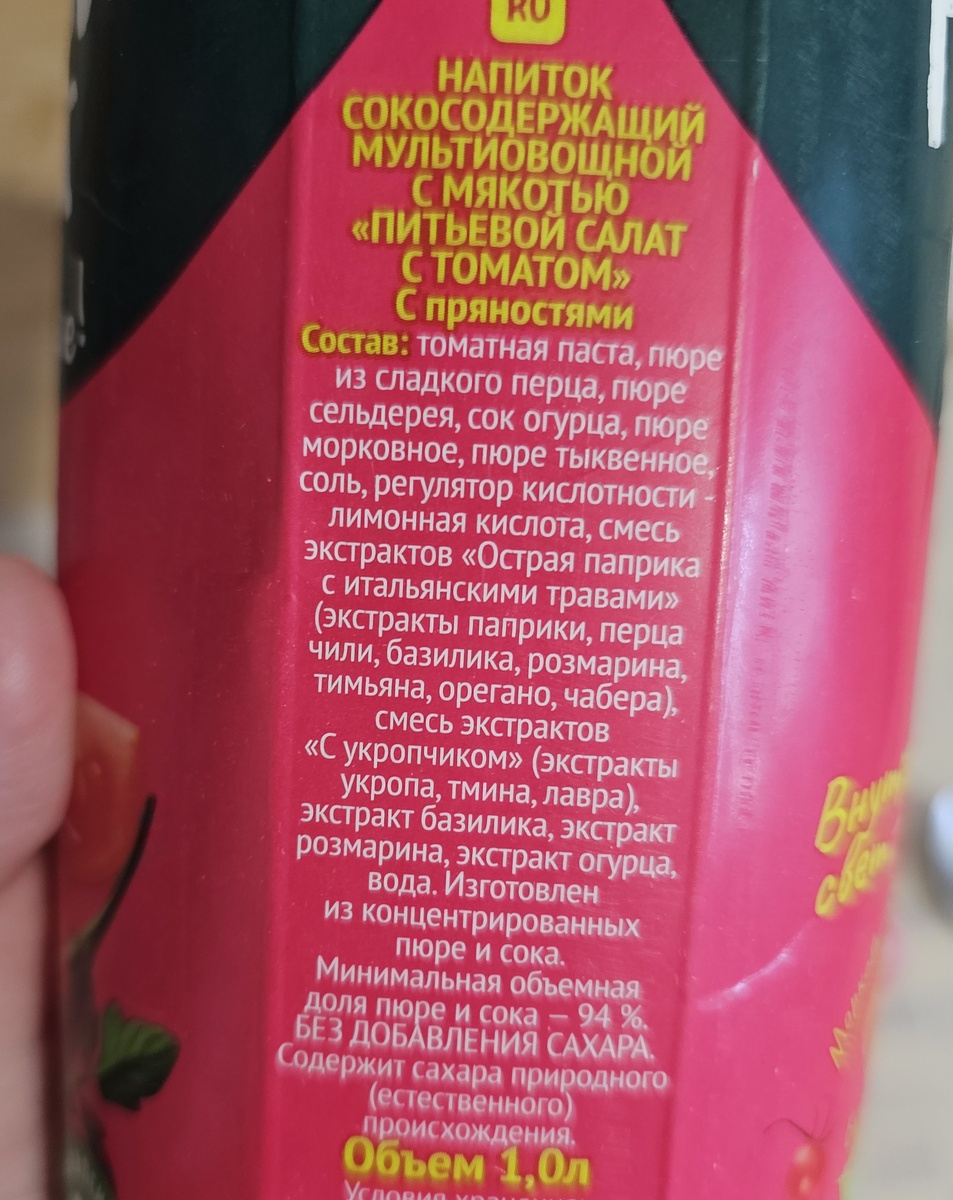 RU
НАПИТОК
СОКОСОДЕРЖАЩИЙ
МУЛЬТИОВОЩНОЙ
С МЯКОТЬЮ
«ПИТЬЕВОЙ САЛАТ
С ТОМАТОМ»
С пряностями
Состав: томатная паста, пюре
из сладкого перца, пюре
сельдерея, сок огурца, пюре
морковное, пюре тыквенное,
соль, регулятор кислотности -
лимонная кислота, смесь
экстрактов «Острая паприка
с итальянскими травами»
(экстракты паприки, перца
чили, базилика, розмарина,
тимьяна, орегано, чабера),
смесь экстрактов
«С укропчиком» (экстракты
укропа, тмина, лавра),
экстракт базилика, экстракт
розмарина, экстракт огурца,
вода. Изготовлен
из концентрированных
пюре и сока.
Минимальная объемная
доля пюре и сока – 94 %.
БЕЗ ДОБАВЛЕНИЯ САХАРА.
Содержит сахара природного
(естественного)
происхождения.
Объем 1,0л
Условия